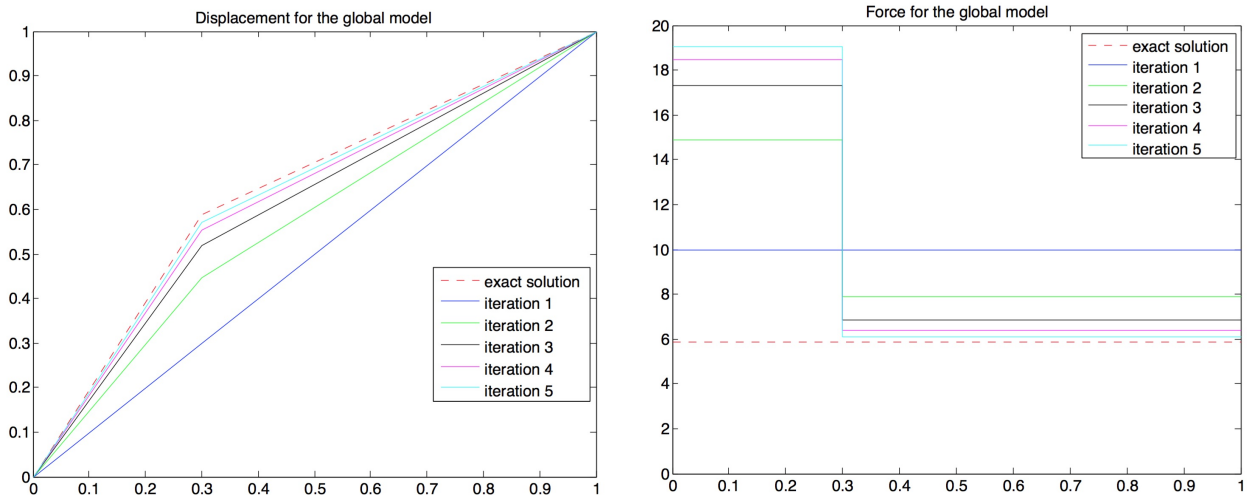 Displacement for the global model
1
0.9
0.8
0.7
0.6
0.5
0.4
0.3
0.2
0.1
0
0 0.1 0.2 0.3 0.4 0.5 0.6 0.7 0.8 0.9 1
exact solution
iteration 1
iteration 2
iteration 3
iteration 4
iteration 5
Force for the global model
20
18
16
14
12
10
8
6
4
2
0
0 0.1 0.2 0.3 0.4 0.5 0.6 0.7 0.8 0.9 1
exact solution
iteration 1
iteration 2
iteration 3
iteration 4
iteration 5